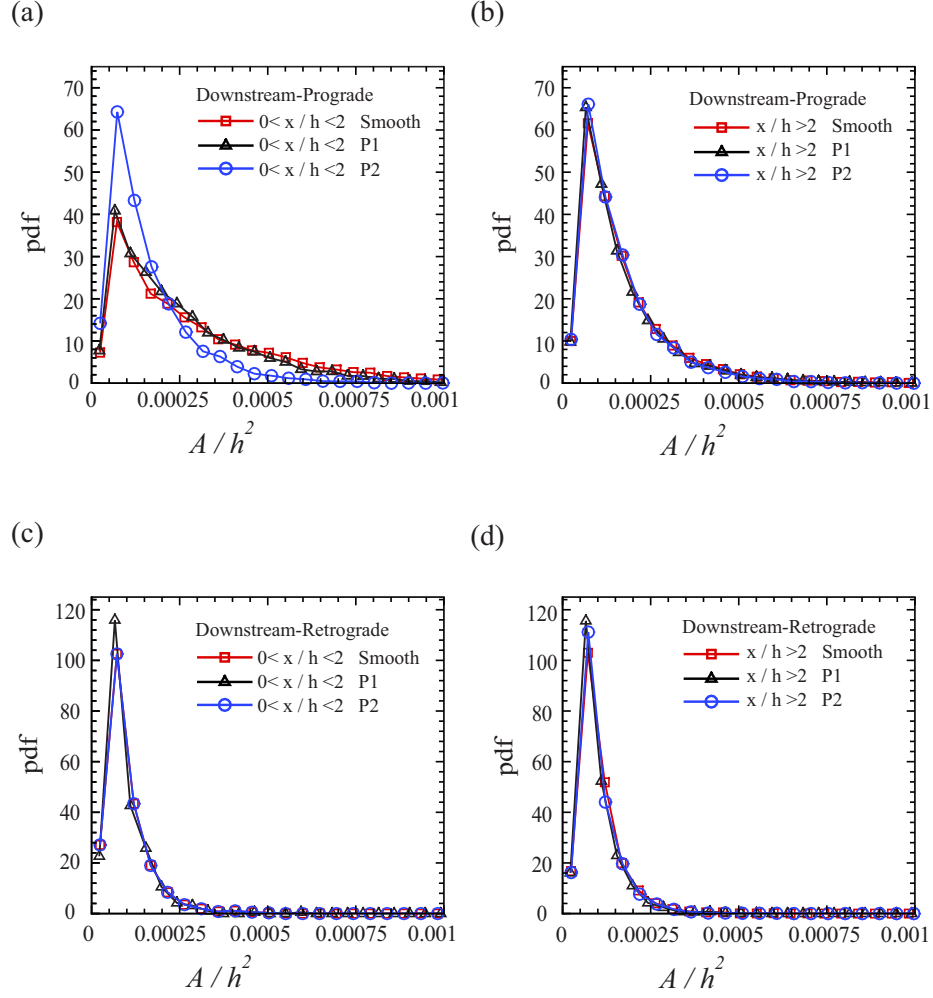 (a)
(b)
Downstream-Prograde
0< x / h <2 Smooth
0< x / h <2 P1
0< x / h <2 P2
pdf
70
60
50
40
30
20
10
0
0 0.00025 0.0005 0.00075 0.001
A / h²
Downstream-Prograde
x / h >2 Smooth
x / h >2 P1
x / h >2 P2
pdf
70
60
50
40
30
20
10
0
0 0.00025 0.0005 0.00075 0.001
A / h²
(c)
(d)
Downstream-Retrograde
0< x / h <2 Smooth
0< x / h <2 P1
0< x / h <2 P2
pdf
120
100
80
60
40
20
0
0 0.00025 0.0005 0.00075 0.001
A / h²
Downstream-Retrograde
x / h >2 Smooth
x / h >2 P1
x / h >2 P2
pdf
120
100
80
60
40
20
0
0 0.00025 0.0005 0.00075 0.001
A / h²